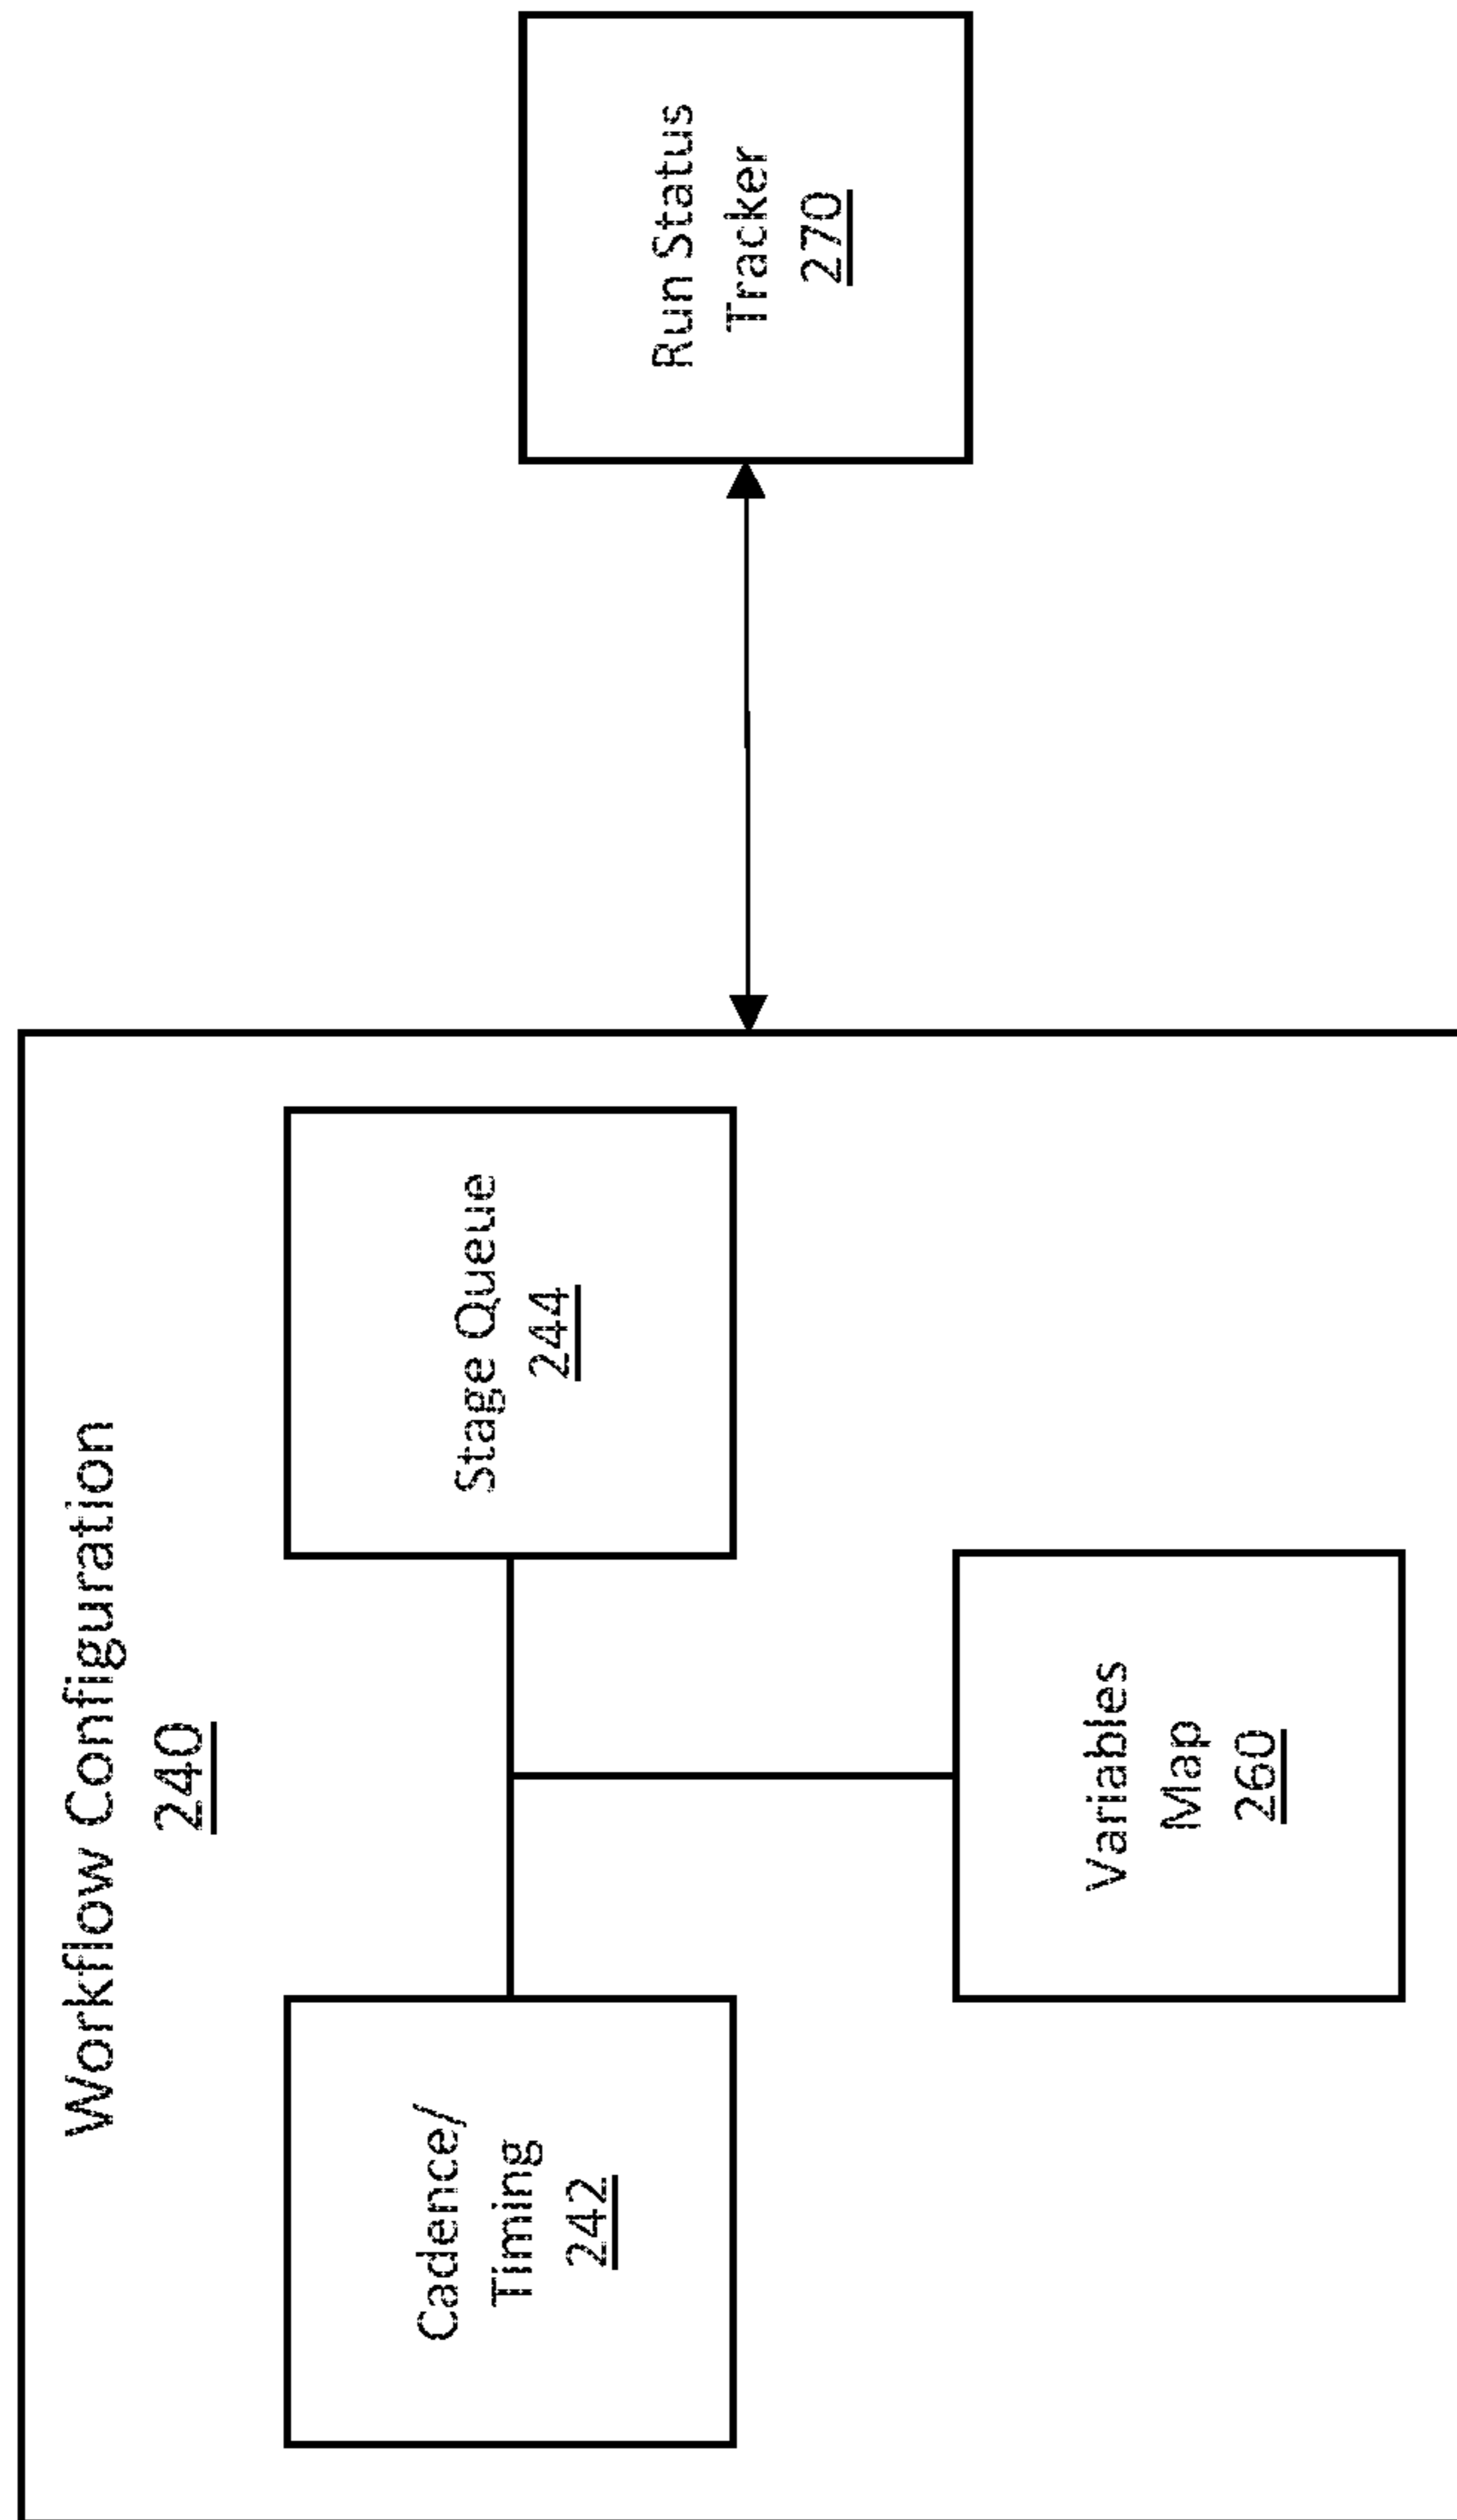 Workflow Configuration
240
Cadence/
Timing
242
Stage Queue
244
Variables
Map
260
Run Status
Tracker
270